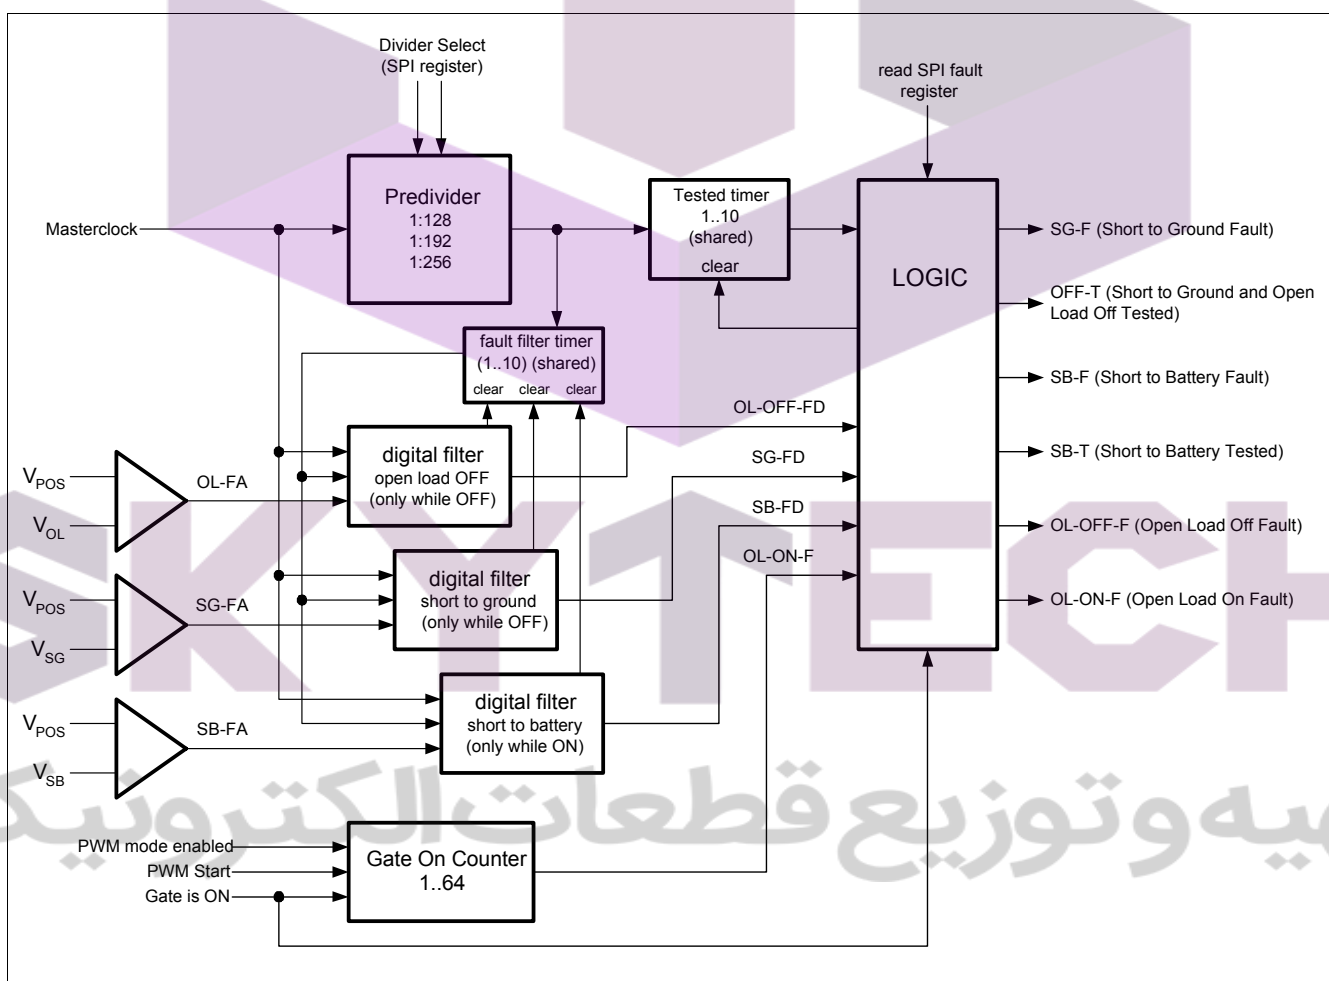 Divider Select
(SPI register)
read SPI fault
register
Masterclock
Predivider
1:128
1:192
1:256
Tested timer
1..10
(shared)
clear
LOGIC
SG-F (Short to Ground Fault)
OFF-T (Short to Ground and Open
Load Off Tested)
SB-F (Short to Battery Fault)
SB-T (Short to Battery Tested)
OL-OFF-F (Open Load Off Fault)
OL-ON-F (Open Load On Fault)
fault filter timer
(1..10) (shared)
clear clear clear
OL-OFF-FD
SG-FD
SB-FD
OL-ON-F
VPOS
VOL
OL-FA
digital filter
open load OFF
(only while OFF)
VPOS
VSG
SG-FA
digital filter
short to ground
(only while OFF)
VPOS
VSB
SB-FA
digital filter
short to battery
(only while ON)
PWM mode enabled
PWM Start
Gate is ON
Gate On Counter
1..64
SKYTECH
هیه و توزیع قطعات الکترونیک